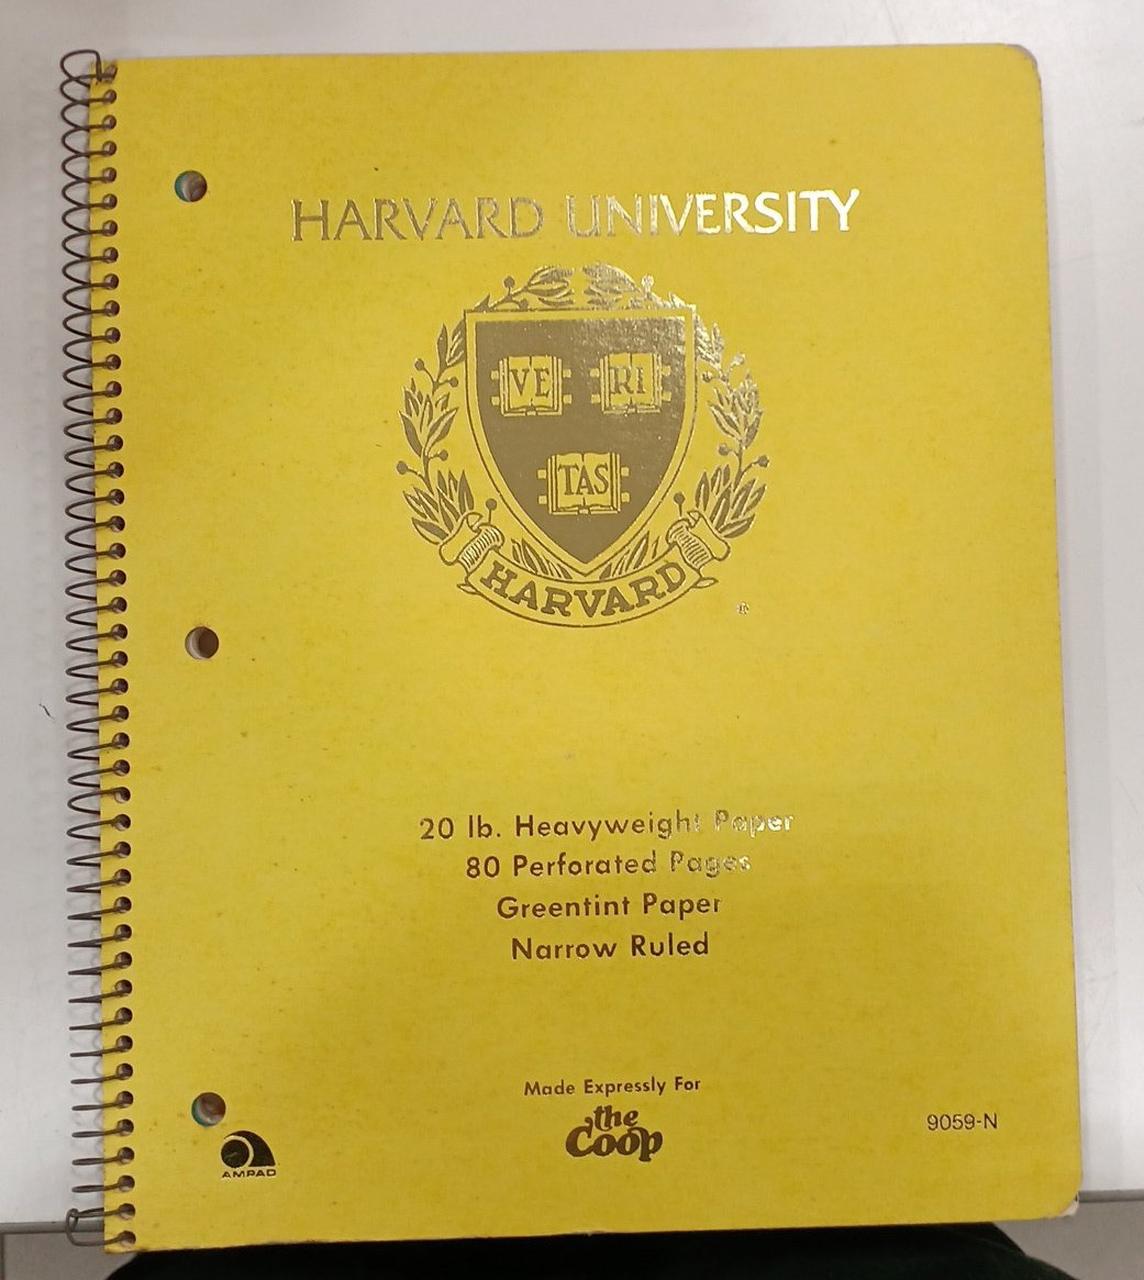 HARVARD UNIVERSITY
VE RI
TAS
HARVARD
®
20 lb. Heavyweight Paper
80 Perforated Pages
Greentint Paper
Narrow Ruled
Made Expressly For
the
Coop
9059-N
AMPAD